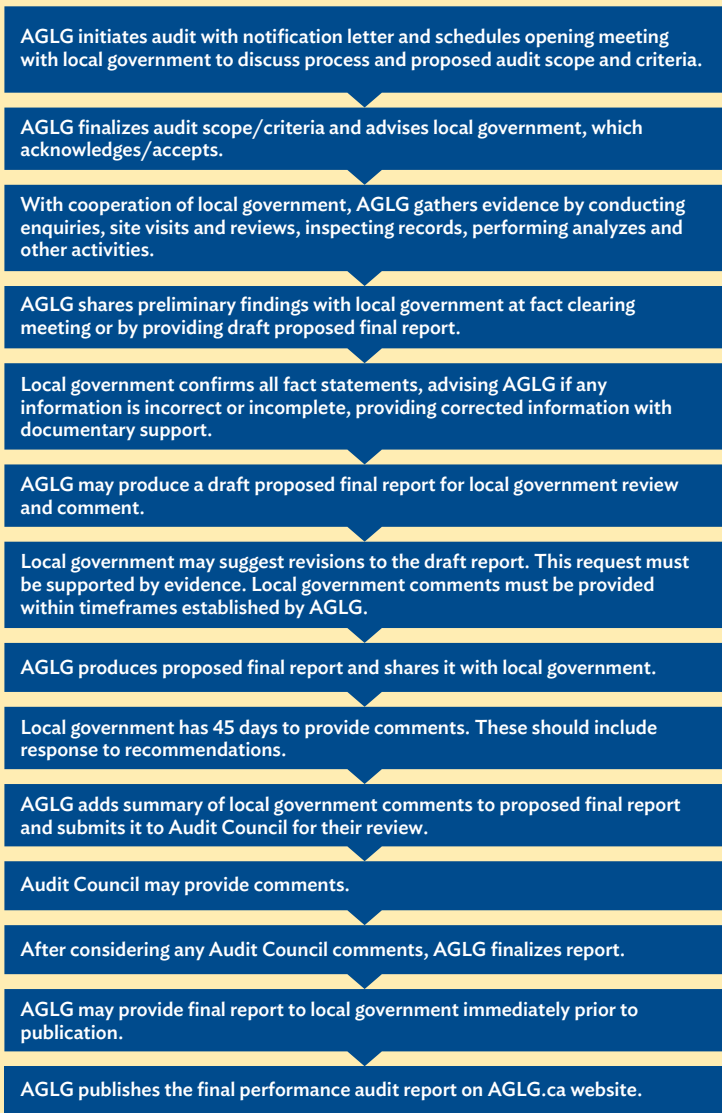 AGLG initiates audit with notification letter and schedules opening meeting
with local government to discuss process and proposed audit scope and criteria.
AGLG finalizes audit scope/criteria and advises local government, which
acknowledges/accepts.
With cooperation of local government, AGLG gathers evidence by conducting
enquiries, site visits and reviews, inspecting records, performing analyzes and
other activities.
AGLG shares preliminary findings with local government at fact clearing
meeting or by providing draft proposed final report.
Local government confirms all fact statements, advising AGLG if any
information is incorrect or incomplete, providing corrected information with
documentary support.
AGLG may produce a draft proposed final report for local government review
and comment.
Local government may suggest revisions to the draft report. This request must
be supported by evidence. Local government comments must be provided
within timeframes established by AGLG.
AGLG produces proposed final report and shares it with local government.
Local government has 45 days to provide comments. These should include
response to recommendations.
AGLG adds summary of local government comments to proposed final report
and submits it to Audit Council for their review.
Audit Council may provide comments.
After considering any Audit Council comments, AGLG finalizes report.
AGLG may provide final report to local government immediately prior to
publication.
AGLG publishes the final performance audit report on AGLG.ca website.